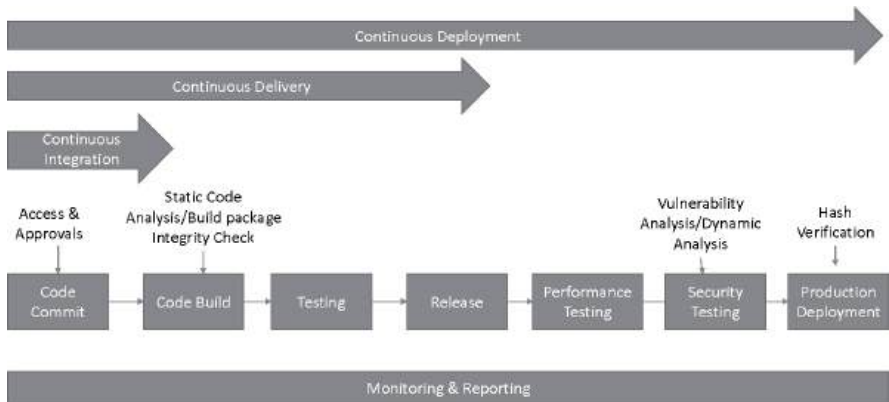 Continuous Deployment
Continuous Delivery
Continuous
Integration
Access &
Approvals
Static Code
Analysis/Build package
Integrity Check
Vulnerability
Analysis/Dynamic
Analysis
Hash
Verification
Code
Commit
Code Build
Testing
Release
Performance
Testing
Security
Testing
Production
Deployment
Monitoring & Reporting